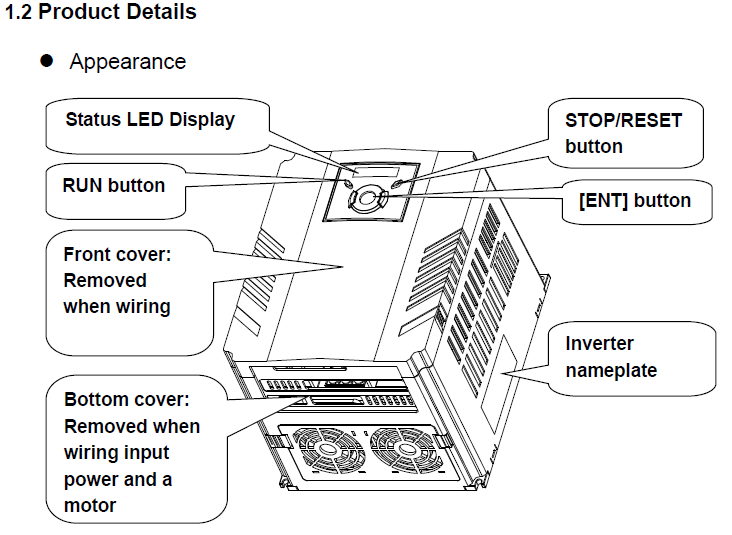 1.2 Product Details
● Appearance
Status LED Display
STOP/RESET
button
RUN button
[ENT] button
Front cover:
Removed
when wiring
Inverter
nameplate
Bottom cover:
Removed when
wiring input
power and a
motor